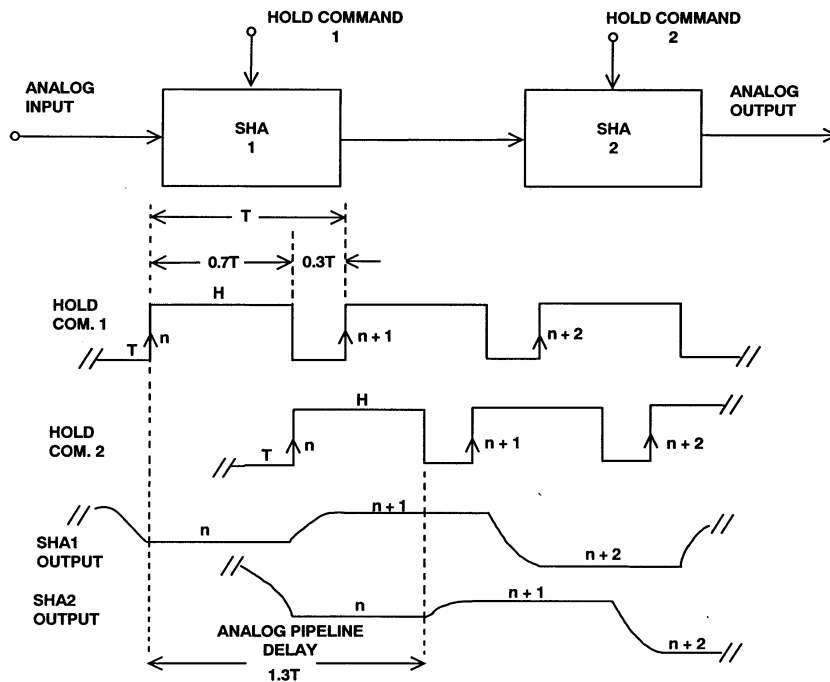 HOLD COMMAND
1
HOLD COMMAND
2
ANALOG
INPUT
SHA
1
SHA
2
ANALOG
OUTPUT
T
0.7T
0.3T
HOLD
COM. 1
T
n
H
n + 1
n + 2
HOLD
COM. 2
T
n
H
n + 1
n + 2
SHA1
OUTPUT
n
n + 1
n + 2
SHA2
OUTPUT
n
n + 1
n + 2
ANALOG PIPELINE
DELAY
1.3T